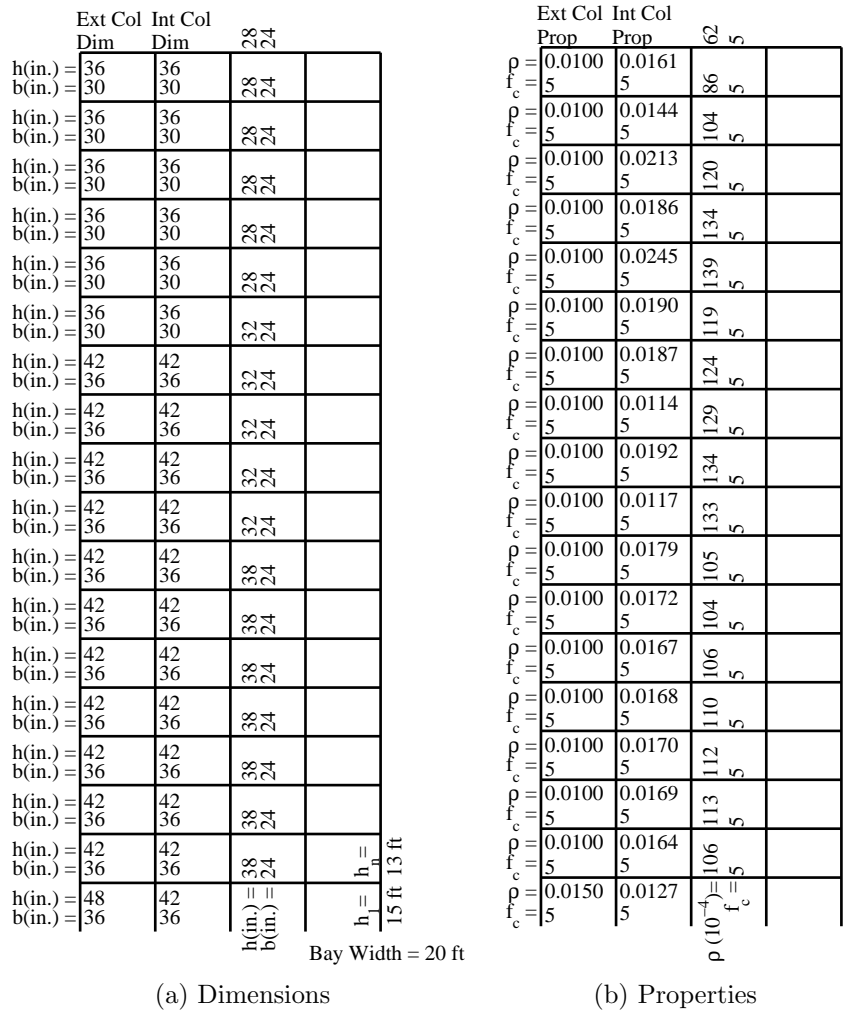 Ext Col Int Col
Dim Dim 28 24
h(in.) = 36 36 28
b(in.) = 30 30 24
h(in.) = 36 36 28
b(in.) = 30 30 24
h(in.) = 36 36 28
b(in.) = 30 30 24
h(in.) = 36 36 28
b(in.) = 30 30 24
h(in.) = 36 36 28
b(in.) = 30 30 24
h(in.) = 36 36 32
b(in.) = 30 30 24
h(in.) = 42 42 32
b(in.) = 36 36 24
h(in.) = 42 42 32
b(in.) = 36 36 24
h(in.) = 42 42 32
b(in.) = 36 36 24
h(in.) = 42 42 32
b(in.) = 36 36 24
h(in.) = 42 42 38
b(in.) = 36 36 24
h(in.) = 42 42 38
b(in.) = 36 36 24
h(in.) = 42 42 38
b(in.) = 36 36 24
h(in.) = 42 42 38
b(in.) = 36 36 24
h(in.) = 42 42 38
b(in.) = 36 36 24
h(in.) = 42 42 38
b(in.) = 36 36 24
h(in.) = 42 42 h(in.) = 38
b(in.) = 36 36 b(in.) = 24
h_n = 13 ft
h(in.) = 48 42
b(in.) = 36 36
h_1 = 15 ft
Bay Width = 20 ft
(a) Dimensions
Ext Col Int Col
Prop Prop 62 5
ρ = 0.0100 0.0161 86
f_c = 5 5 5
ρ = 0.0100 0.0144 104
f_c = 5 5 5
ρ = 0.0100 0.0213 120
f_c = 5 5 5
ρ = 0.0100 0.0186 134
f_c = 5 5 5
ρ = 0.0100 0.0245 139
f_c = 5 5 5
ρ = 0.0100 0.0190 119
f_c = 5 5 5
ρ = 0.0100 0.0187 124
f_c = 5 5 5
ρ = 0.0100 0.0114 129
f_c = 5 5 5
ρ = 0.0100 0.0192 134
f_c = 5 5 5
ρ = 0.0100 0.0117 133
f_c = 5 5 5
ρ = 0.0100 0.0179 105
f_c = 5 5 5
ρ = 0.0100 0.0172 104
f_c = 5 5 5
ρ = 0.0100 0.0167 106
f_c = 5 5 5
ρ = 0.0100 0.0168 110
f_c = 5 5 5
ρ = 0.0100 0.0170 112
f_c = 5 5 5
ρ = 0.0100 0.0169 113
f_c = 5 5 5
ρ = 0.0100 0.0164 ρ (10⁻⁴)= 106
f_c = 5 5 f_c = 5
ρ = 0.0150 0.0127
f_c = 5 5
(b) Properties